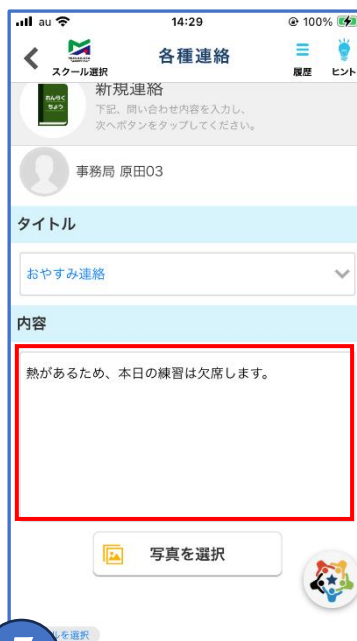 au 14:29 100%
各種連絡
スクール選択 履歴 ヒント
れんらく
ちょう
新規連絡
下記、問い合わせ内容を入力し、
次へボタンをタップしてください。
事務局 原田03
タイトル
おやすみ連絡
内容
熱があるため、本日の練習は欠席します。
写真を選択
ルを選択